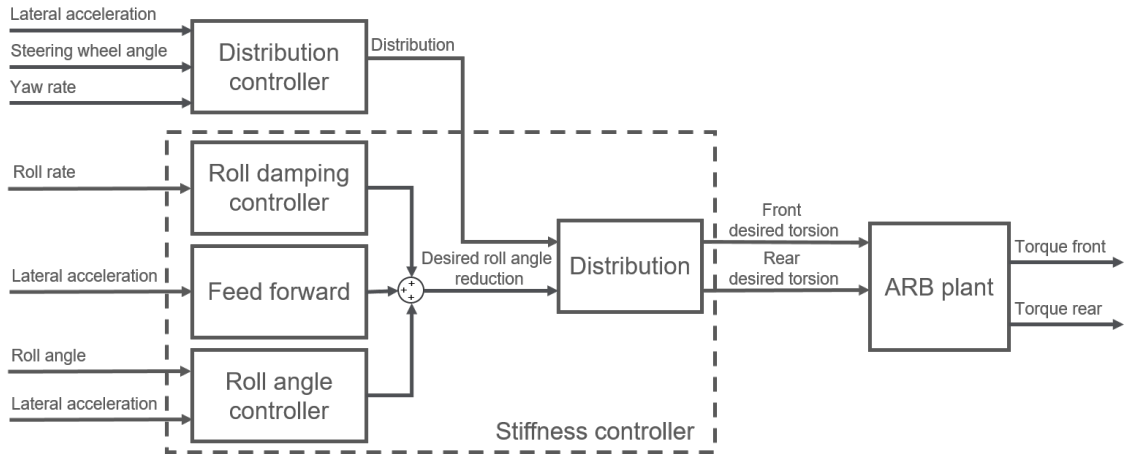 Lateral acceleration
Steering wheel angle
Yaw rate
Distribution
controller
Distribution
Roll rate
Roll damping
controller
Lateral acceleration
Feed forward
+
+
+
Desired roll angle
reduction
Distribution
Front
desired torsion
Rear
desired torsion
ARB plant
Torque front
Torque rear
Roll angle
Lateral acceleration
Roll angle
controller
Stiffness controller